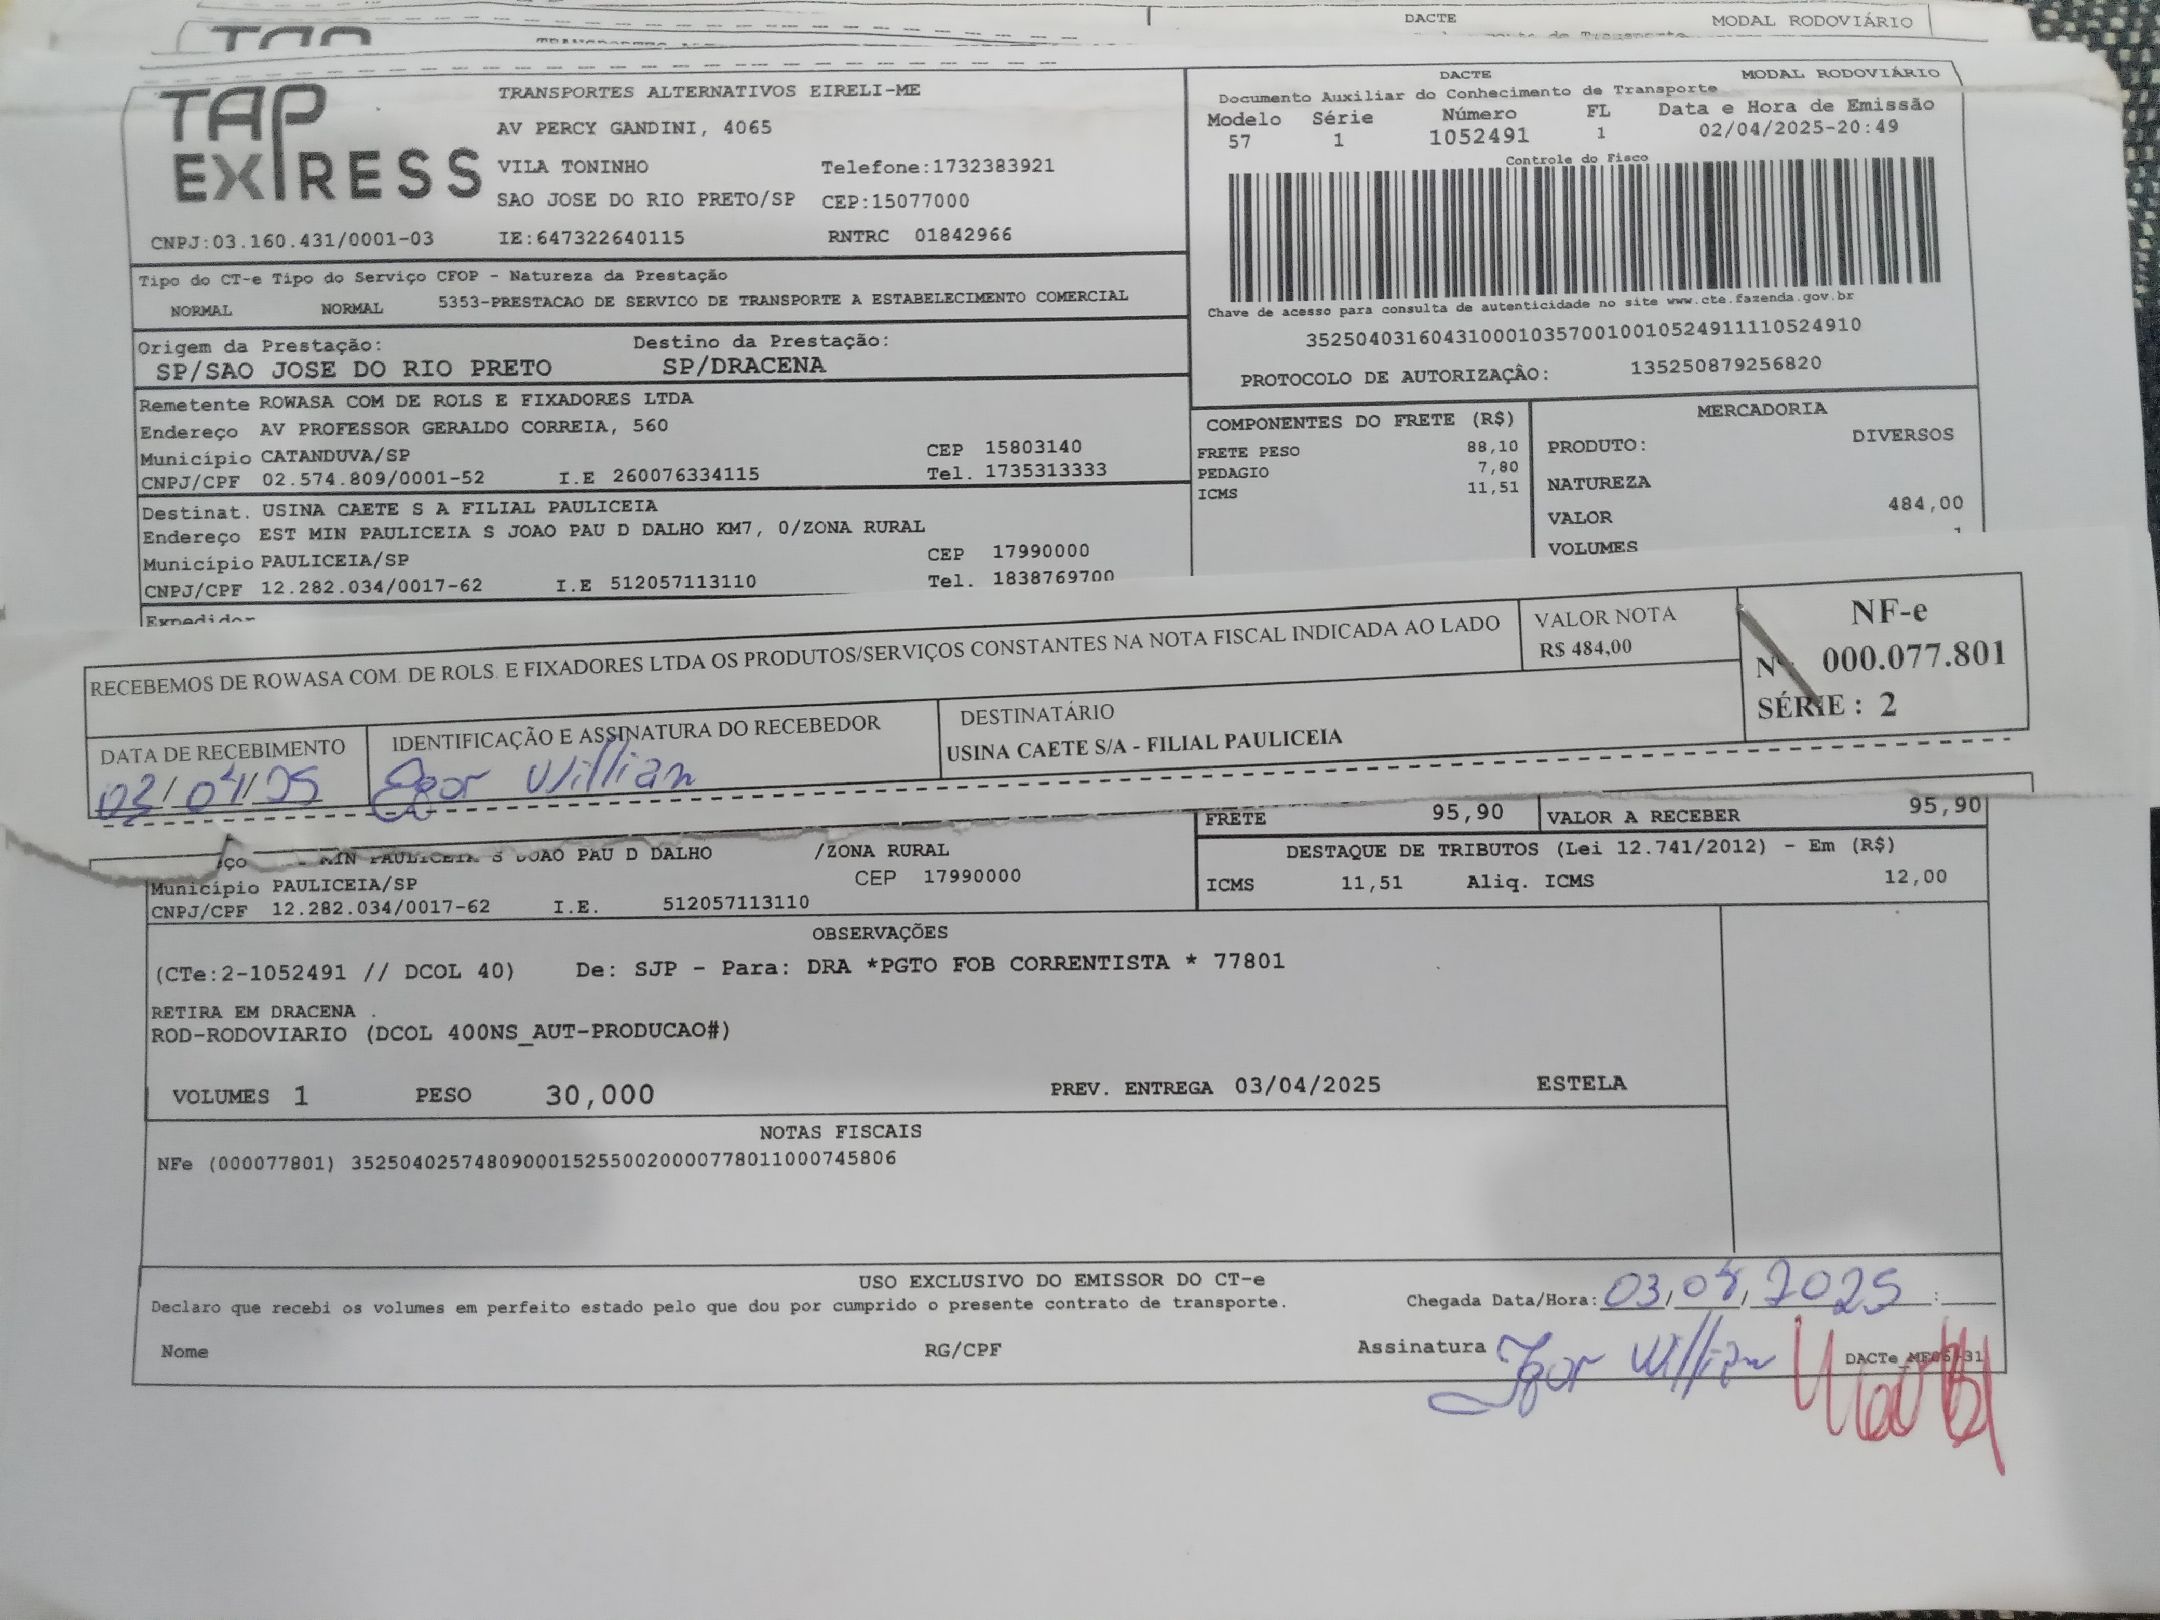 DACTE MODAL RODOVIÁRIO
TAP EXPRESS
TRANSPORTES ALTERNATIVOS EIRELI-ME
AV PERCY GANDINI, 4065
VILA TONINHO Telefone:1732383921
SAO JOSE DO RIO PRETO/SP CEP:15077000
CNPJ:03.160.431/0001-03 IE:647322640115 RNTRC 01842966
DACTE MODAL RODOVIÁRIO
Documento Auxiliar do Conhecimento de Transporte
Modelo Série Número FL Data e Hora de Emissão
57 1 1052491 1 02/04/2025-20:49
Controle do Fisco
Chave de acesso para consulta de autenticidade no site www.cte.fazenda.gov.br
35250403160431000103570010010524911110524910
PROTOCOLO DE AUTORIZAÇÃO: 135250879256820
Tipo do CT-e Tipo do Serviço CFOP - Natureza da Prestação
NORMAL NORMAL 5353-PRESTACAO DE SERVICO DE TRANSPORTE A ESTABELECIMENTO COMERCIAL
Origem da Prestação: Destino da Prestação:
SP/SAO JOSE DO RIO PRETO SP/DRACENA
Remetente ROWASA COM DE ROLS E FIXADORES LTDA
Endereço AV PROFESSOR GERALDO CORREIA, 560
Município CATANDUVA/SP CEP 15803140
CNPJ/CPF 02.574.809/0001-52 I.E 260076334115 Tel. 1735313333
Destinat. USINA CAETE S A FILIAL PAULICEIA
Endereço EST MIN PAULICEIA S JOAO PAU D DALHO KM7, 0/ZONA RURAL
Município PAULICEIA/SP CEP 17990000
CNPJ/CPF 12.282.034/0017-62 I.E 512057113110 Tel. 1838769700
Expedidor
COMPONENTES DO FRETE (R$)
FRETE PESO 88,10
PEDAGIO 7,80
ICMS 11,51
MERCADORIA
PRODUTO: DIVERSOS
NATUREZA
VALOR 484,00
VOLUMES 1
RECEBEMOS DE ROWASA COM. DE ROLS. E FIXADORES LTDA OS PRODUTOS/SERVIÇOS CONSTANTES NA NOTA FISCAL INDICADA AO LADO
VALOR NOTA
R$ 484,00
NF-e
Nº 000.077.801
SÉRIE : 2
DATA DE RECEBIMENTO
03/04/25
IDENTIFICAÇÃO E ASSINATURA DO RECEBEDOR
Igor Willian
DESTINATÁRIO
USINA CAETE S/A - FILIAL PAULICEIA
FRETE 95,90 VALOR A RECEBER 95,90
ço MIN PAULICEIA S JOAO PAU D DALHO /ZONA RURAL
Município PAULICEIA/SP CEP 17990000
CNPJ/CPF 12.282.034/0017-62 I.E. 512057113110
DESTAQUE DE TRIBUTOS (Lei 12.741/2012) - Em (R$)
ICMS 11,51 Aliq. ICMS 12,00
OBSERVAÇÕES
(CTe:2-1052491 // DCOL 40) De: SJP - Para: DRA *PGTO FOB CORRENTISTA * 77801
RETIRA EM DRACENA .
ROD-RODOVIARIO (DCOL 400NS_AUT-PRODUCAO#)
VOLUMES 1 PESO 30,000 PREV. ENTREGA 03/04/2025 ESTELA
NOTAS FISCAIS
NFe (000077801) 35250402574809000152550020000778011000745806
USO EXCLUSIVO DO EMISSOR DO CT-e
Declaro que recebi os volumes em perfeito estado pelo que dou por cumprido o presente contrato de transporte.
Chegada Data/Hora: 03/04/2025 :
Nome RG/CPF Assinatura Igor Willian